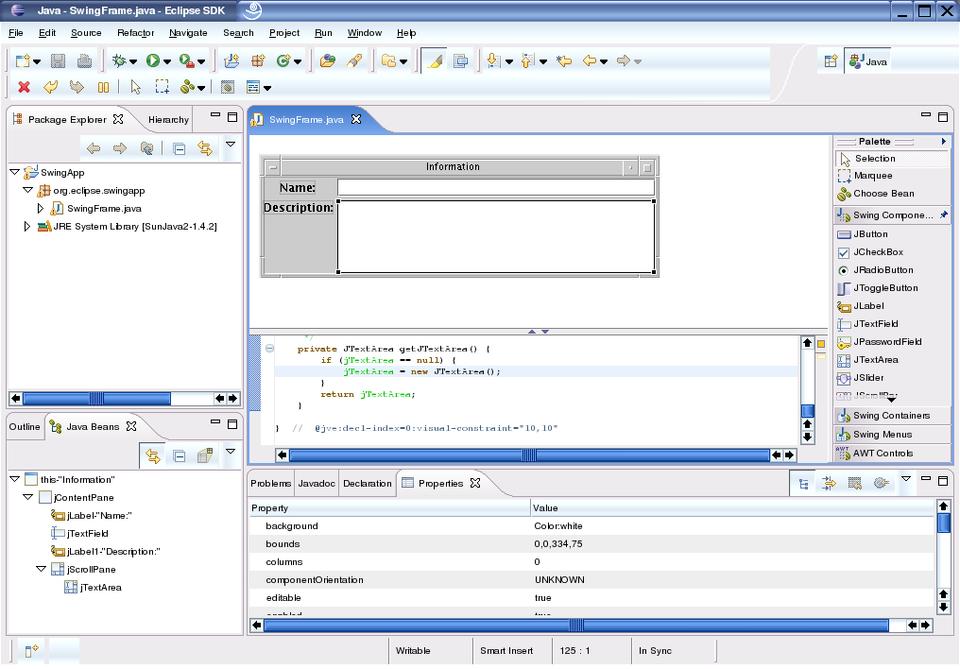 Java - SwingFrame.java - Eclipse SDK
File Edit Source Refactor Navigate Search Project Run Window Help
Java
Package Explorer Hierarchy
SwingApp
org.eclipse.swingapp
SwingFrame.java
JRE System Library [SunJava2-1.4.2]
SwingFrame.java
Information
Name:
Description:
Palette
Selection
Marquee
Choose Bean
Swing Compone...
JButton
JCheckBox
JRadioButton
JToggleButton
JLabel
JTextField
JPasswordField
JTextArea
JSlider
JScrollBar
Swing Containers
Swing Menus
AWT Controls
*/
private JTextArea getJTextArea() {
if (jTextArea == null) {
jTextArea = new JTextArea();
}
return jTextArea;
}
} // @jve:decl-index=0:visual-constraint="10,10"
Outline Java Beans
this-"Information"
jContentPane
jLabel-"Name:"
jTextField
jLabel1-"Description:"
jScrollPane
jTextArea
Problems Javadoc Declaration Properties
Property Value
background Color:white
bounds 0,0,334,75
columns 0
componentOrientation UNKNOWN
editable true
enabled true
Writable Smart Insert 125 : 1 In Sync